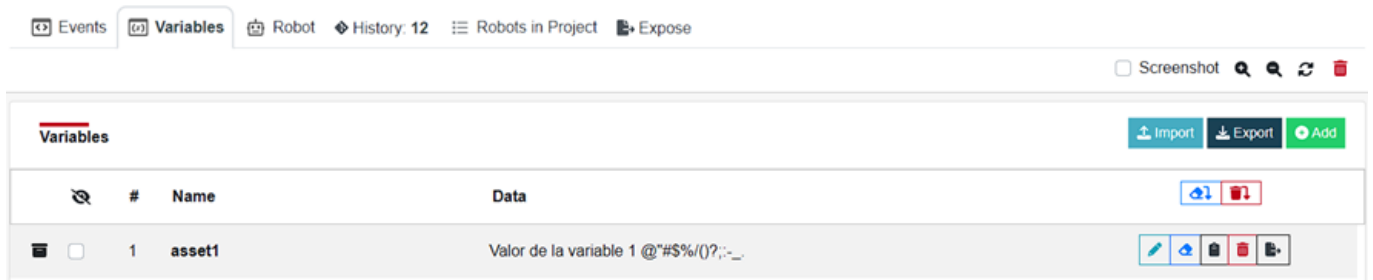 Events Variables Robot History: 12 Robots in Project Expose
Screenshot
Variables Import Export Add
# Name Data
1 asset1 Valor de la variable 1 @"#$%/()?;:-_.